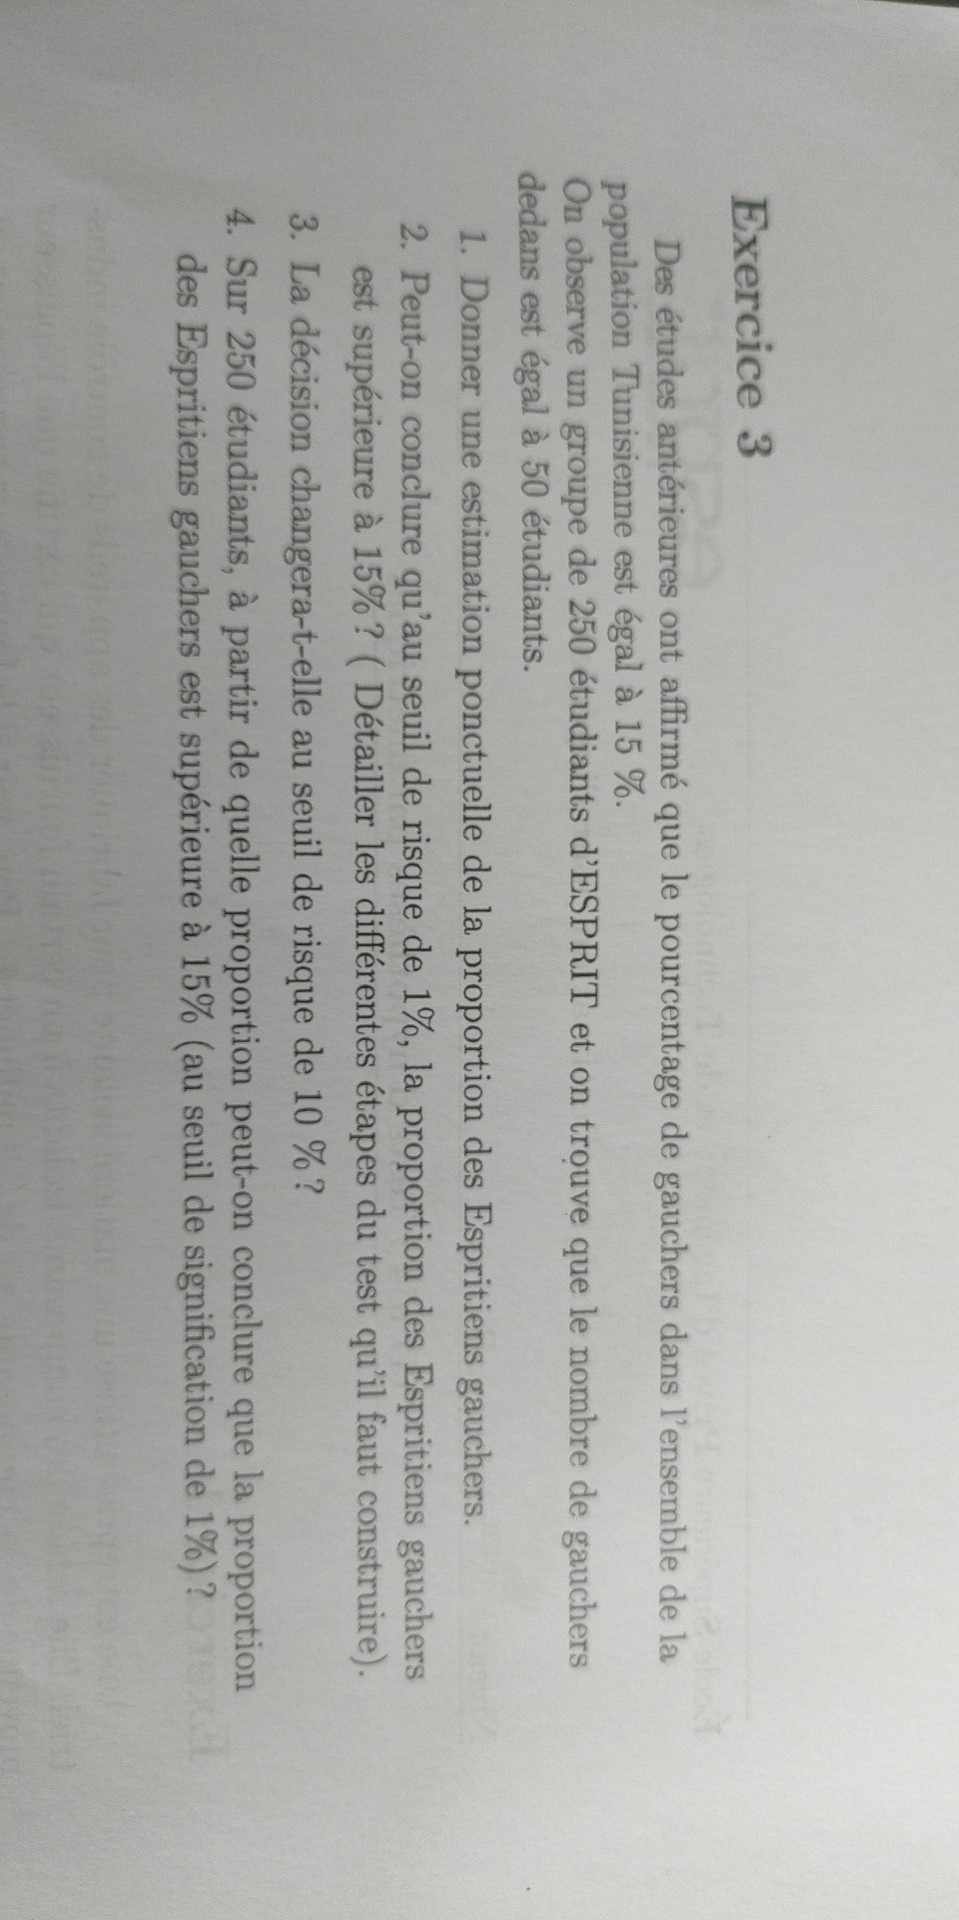 Exercice 3
Des études antérieures ont affirmé que le pourcentage de gauchers dans l'ensemble de la
population Tunisienne est égal à 15 %.
On observe un groupe de 250 étudiants d'ESPRIT et on trouve que le nombre de gauchers
dedans est égal à 50 étudiants.
1. Donner une estimation ponctuelle de la proportion des Espritiens gauchers.
2. Peut-on conclure qu'au seuil de risque de 1%, la proportion des Espritiens gauchers
est supérieure à 15% ? ( Détailler les différentes étapes du test qu'il faut construire).
3. La décision changera-t-elle au seuil de risque de 10 % ?
4. Sur 250 étudiants, à partir de quelle proportion peut-on conclure que la proportion
des Espritiens gauchers est supérieure à 15% (au seuil de signification de 1%) ?